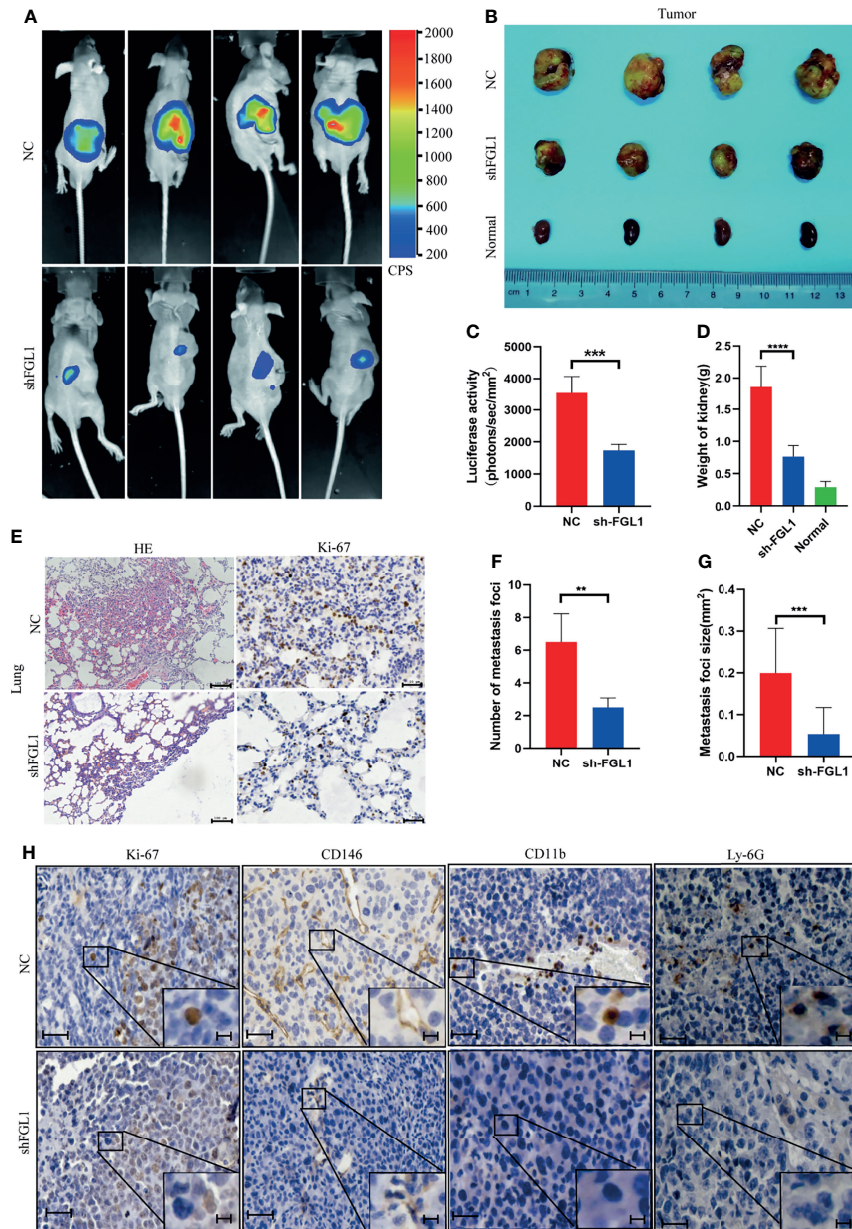 A
NC
shFGL1
2000
1800
1600
1400
1200
1000
800
600
400
200
CPS
B
Tumor
NC
shFGL1
Normal
cm 1 2 3 4 5 6 7 8 9 10 11 12 13
C
Luciferase activity
(photons/sec/mm²)
5000
4000
3000
2000
1000
0
***
NC
sh-FGL1
D
Weight of kidney(g)
2.5
2.0
1.5
1.0
0.5
0.0
****
NC
sh-FGL1
Normal
E
HE
Ki-67
Lung
NC
shFGL1
F
Number of metastasis foci
10
8
6
4
2
0
**
NC
sh-FGL1
G
Metastasis foci size(mm²)
0.4
0.3
0.2
0.1
0.0
***
NC
sh-FGL1
H
Ki-67
CD146
CD11b
Ly-6G
NC
shFGL1